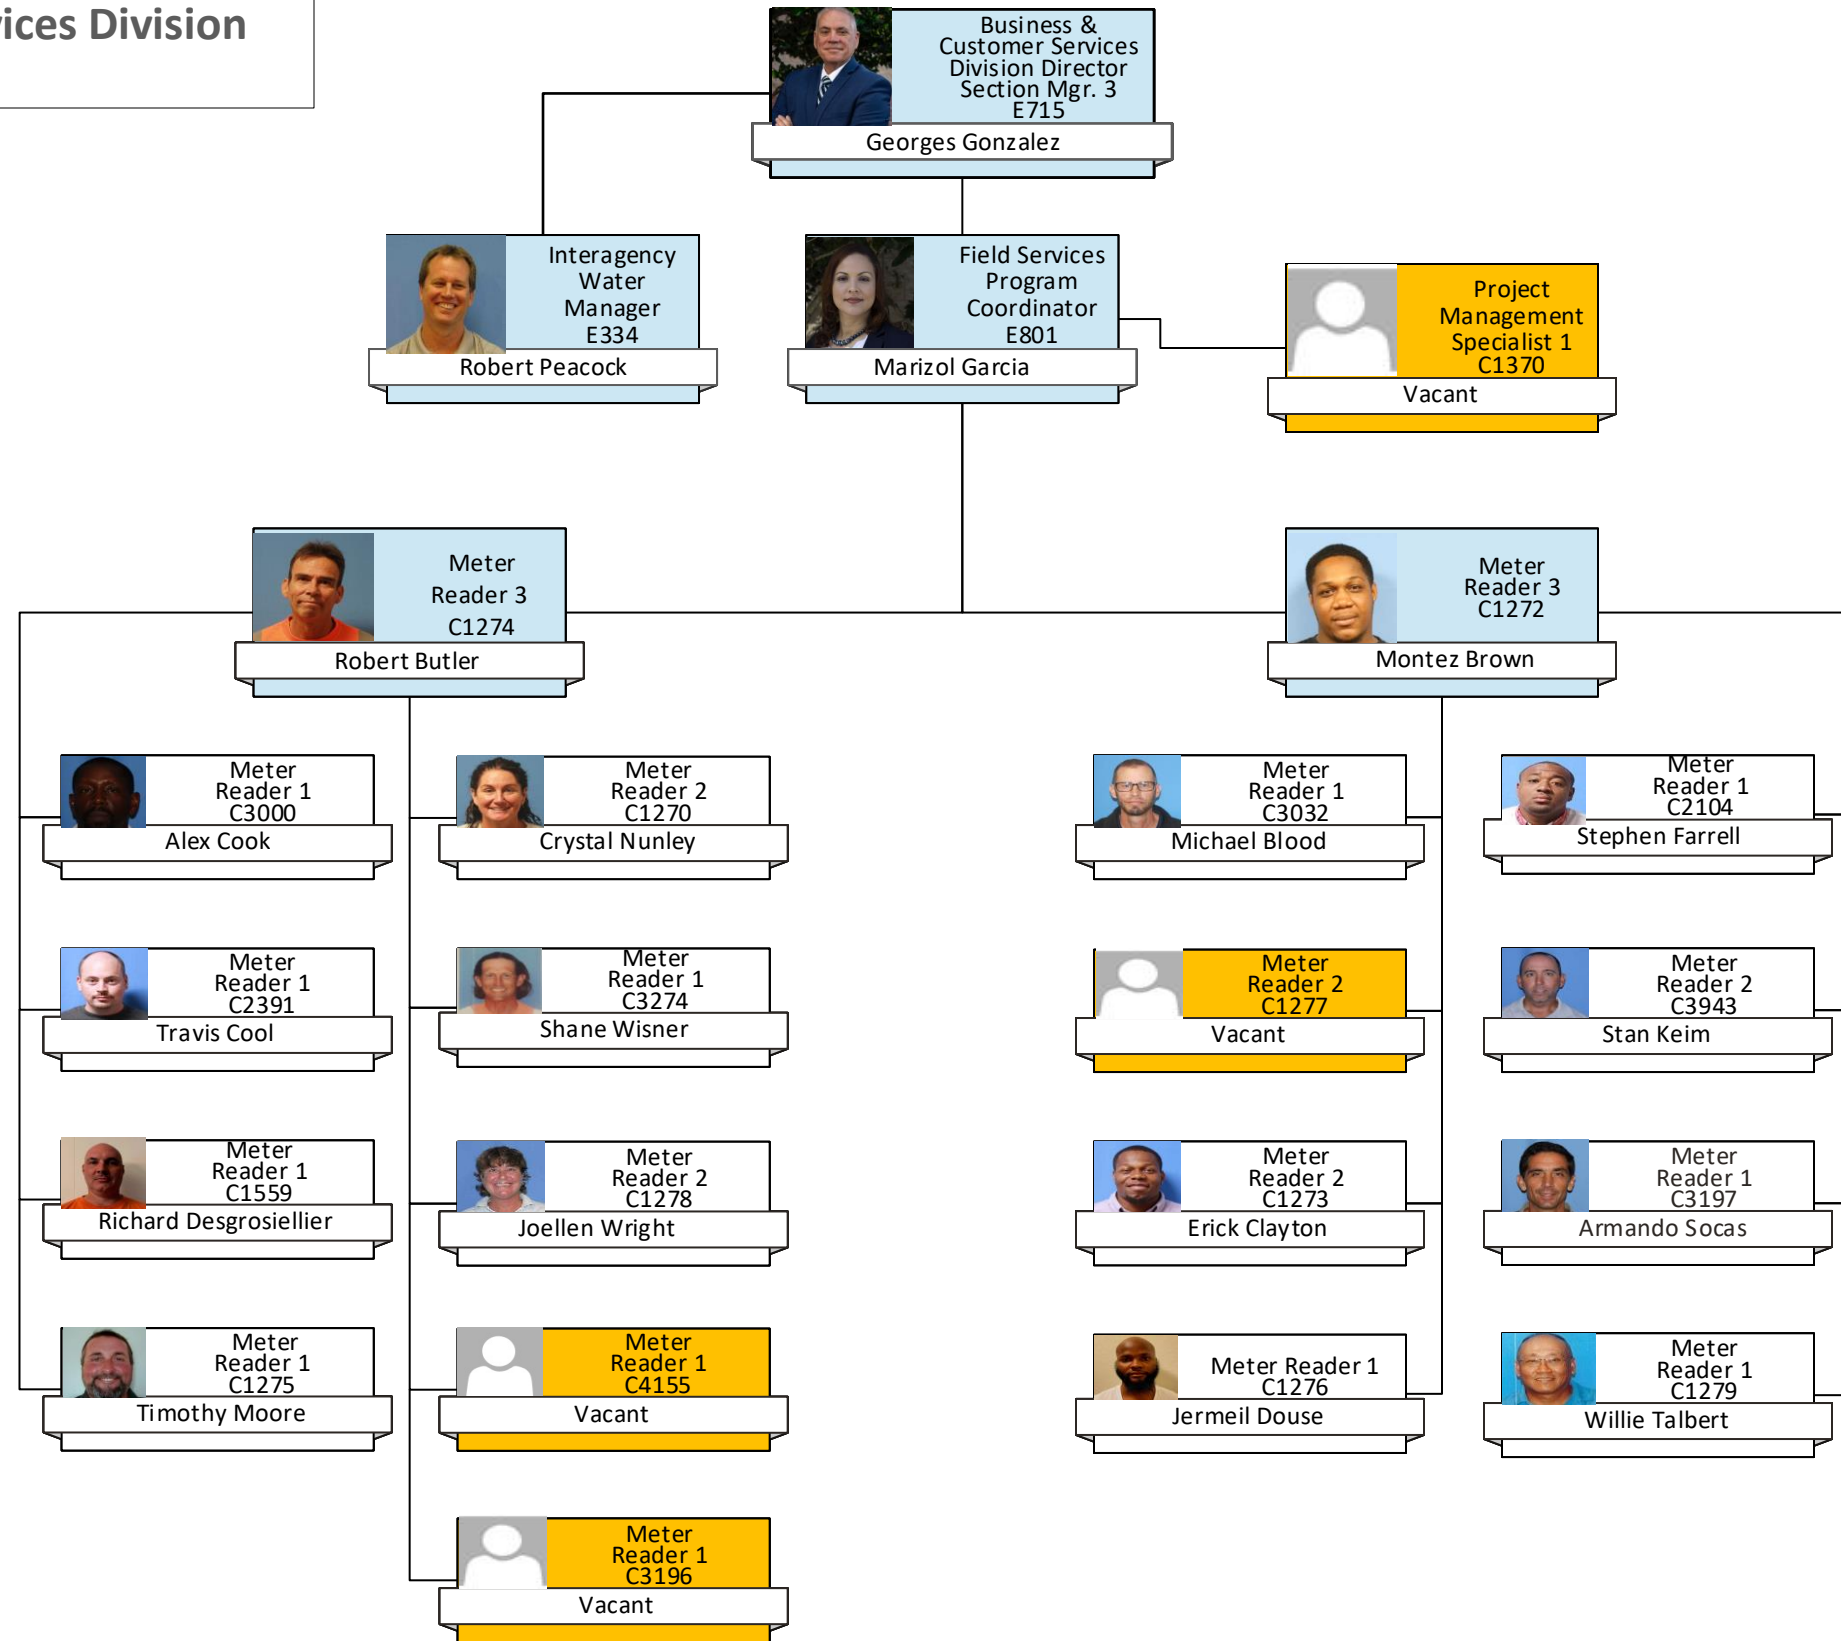 vices Division
Business &
Customer Services
Division Director
Section Mgr. 3
E715
Georges Gonzalez
Interagency
Water
Manager
E334
Robert Peacock
Field Services
Program
Coordinator
E801
Marizol Garcia
Project
Management
Specialist 1
C1370
Vacant
Meter
Reader 3
C1274
Robert Butler
Meter
Reader 3
C1272
Montez Brown
Meter
Reader 1
C3000
Alex Cook
Meter
Reader 2
C1270
Crystal Nunley
Meter
Reader 1
C3032
Michael Blood
Meter
Reader 1
C2104
Stephen Farrell
Meter
Reader 1
C2391
Travis Cool
Meter
Reader 1
C3274
Shane Wisner
Meter
Reader 2
C1277
Vacant
Meter
Reader 2
C3943
Stan Keim
Meter
Reader 1
C1559
Richard Desgrosiellier
Meter
Reader 2
C1278
Joellen Wright
Meter
Reader 2
C1273
Erick Clayton
Meter
Reader 1
C3197
Armando Socas
Meter
Reader 1
C1275
Timothy Moore
Meter
Reader 1
C4155
Vacant
Meter Reader 1
C1276
Jermeil Douse
Meter
Reader 1
C1279
Willie Talbert
Meter
Reader 1
C3196
Vacant